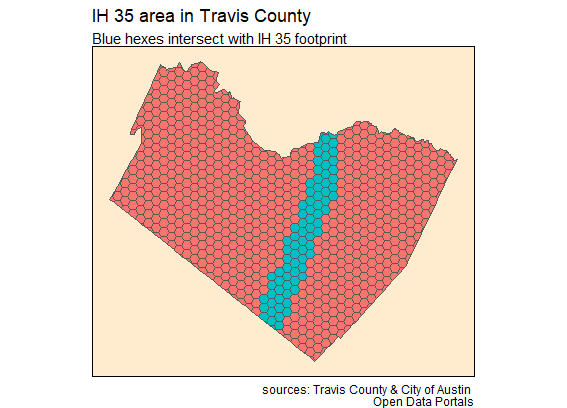 IH 35 area in Travis County
Blue hexes intersect with IH 35 footprint
sources: Travis County & City of Austin
Open Data Portals